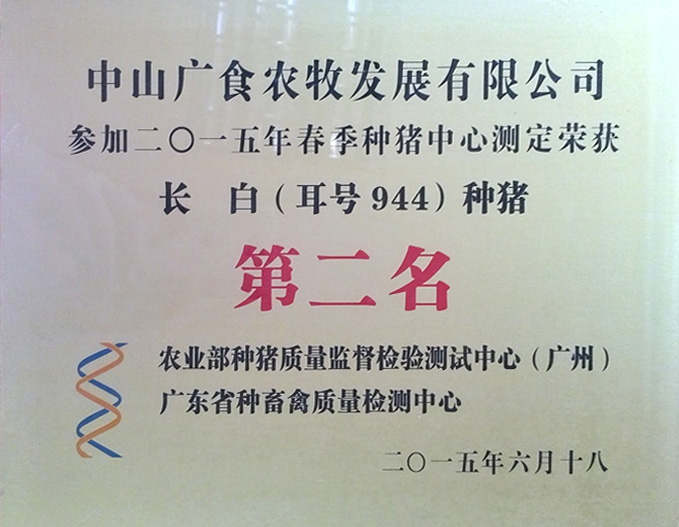 中山广食农牧发展有限公司
参加二〇一五年春季种猪中心测定荣获
长 白（耳号 944）种猪
第二名
农业部种猪质量监督检验测试中心（广州）
广东省种畜禽质量检测中心
二〇一五年六月十八